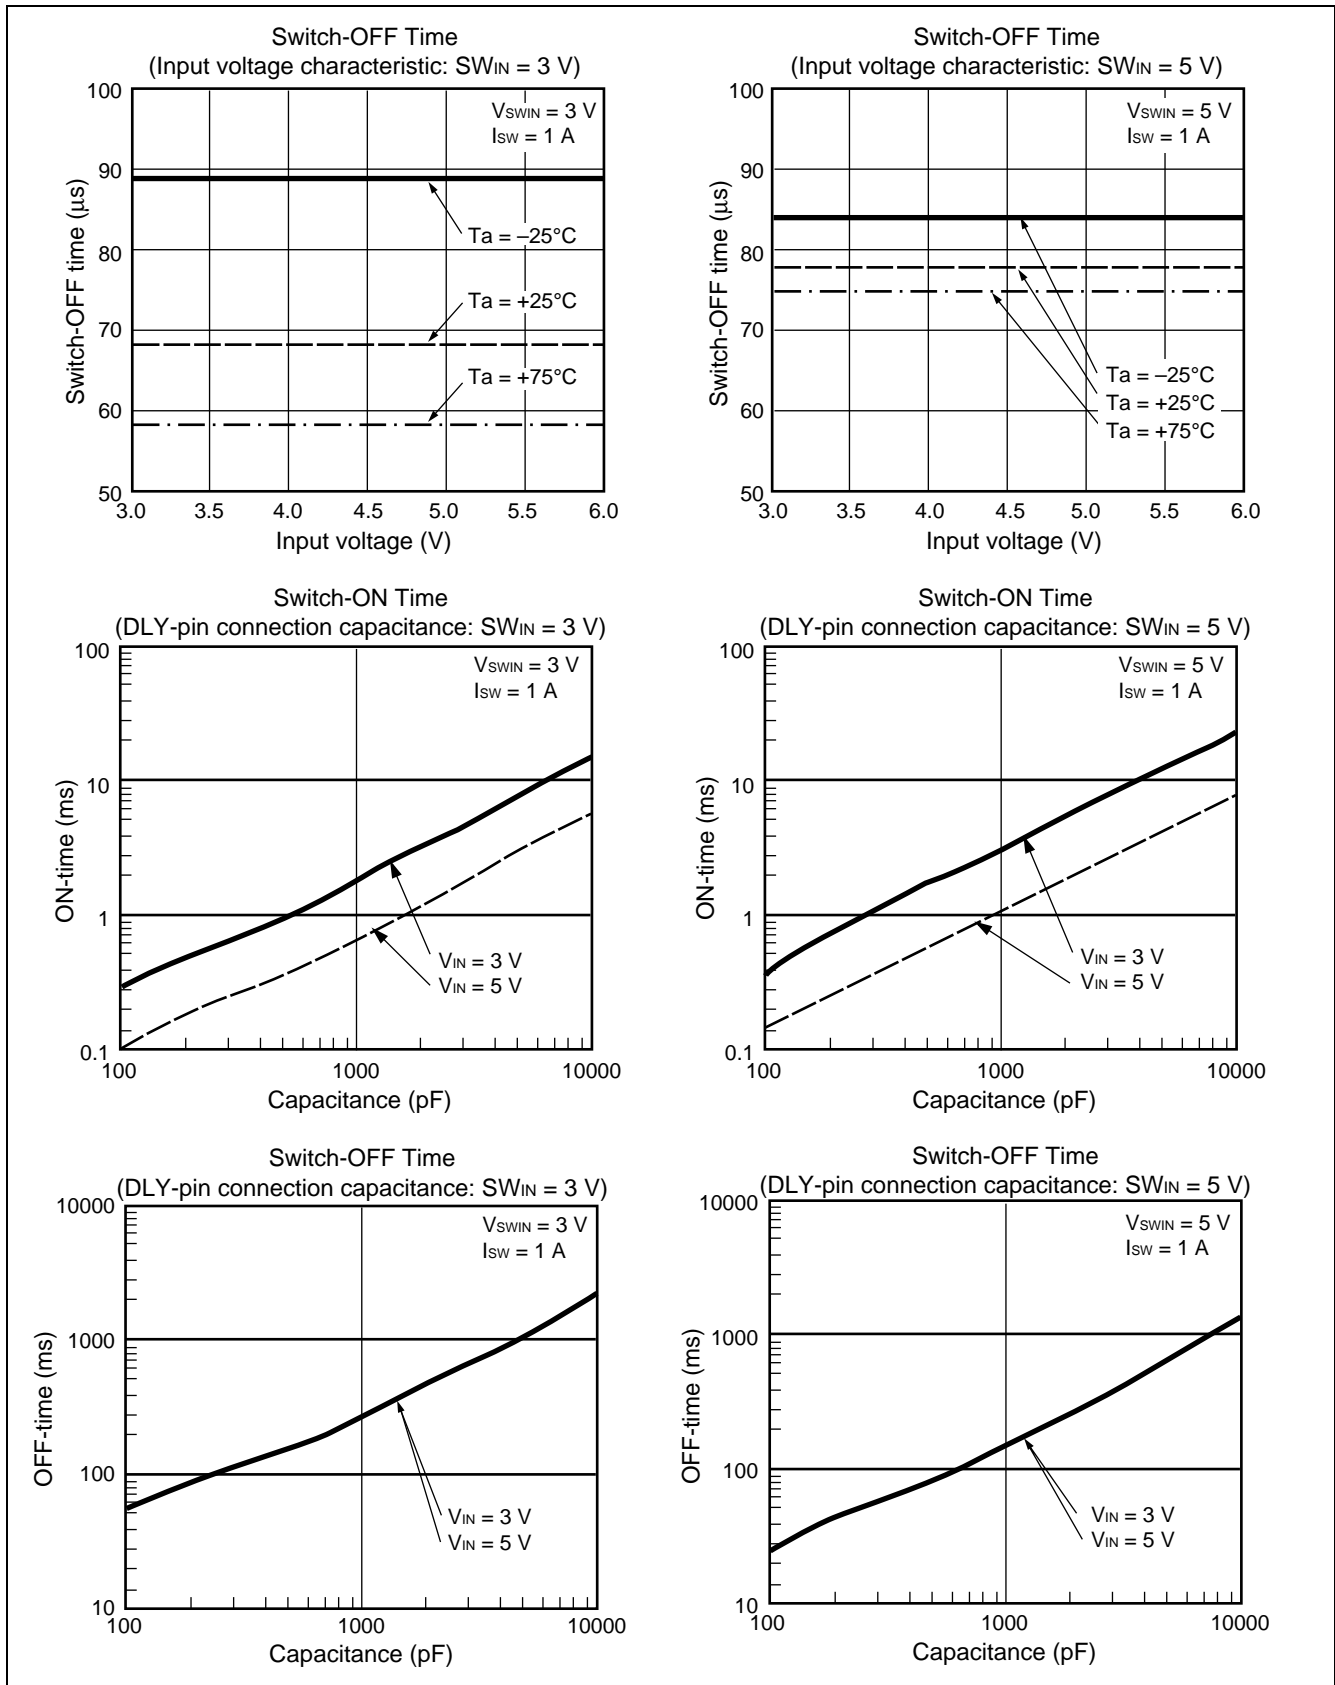 Switch-OFF Time
(Input voltage characteristic: SWIN = 3 V)
100
90
80
70
60
50
Switch-OFF time (μs)
VSWIN = 3 V
ISW = 1 A
Ta = –25°C
Ta = +25°C
Ta = +75°C
3.0 3.5 4.0 4.5 5.0 5.5 6.0
Input voltage (V)
Switch-OFF Time
(Input voltage characteristic: SWIN = 5 V)
100
90
80
70
60
50
Switch-OFF time (μs)
VSWIN = 5 V
ISW = 1 A
Ta = –25°C
Ta = +25°C
Ta = +75°C
3.0 3.5 4.0 4.5 5.0 5.5 6.0
Input voltage (V)
Switch-ON Time
(DLY-pin connection capacitance: SWIN = 3 V)
100
10
1
0.1
ON-time (ms)
VSWIN = 3 V
ISW = 1 A
VIN = 3 V
VIN = 5 V
100 1000 10000
Capacitance (pF)
Switch-ON Time
(DLY-pin connection capacitance: SWIN = 5 V)
100
10
1
0.1
ON-time (ms)
VSWIN = 5 V
ISW = 1 A
VIN = 3 V
VIN = 5 V
100 1000 10000
Capacitance (pF)
Switch-OFF Time
(DLY-pin connection capacitance: SWIN = 3 V)
10000
1000
100
10
OFF-time (ms)
VSWIN = 3 V
ISW = 1 A
VIN = 3 V
VIN = 5 V
100 1000 10000
Capacitance (pF)
Switch-OFF Time
(DLY-pin connection capacitance: SWIN = 5 V)
10000
1000
100
10
OFF-time (ms)
VSWIN = 5 V
ISW = 1 A
VIN = 3 V
VIN = 5 V
100 1000 10000
Capacitance (pF)